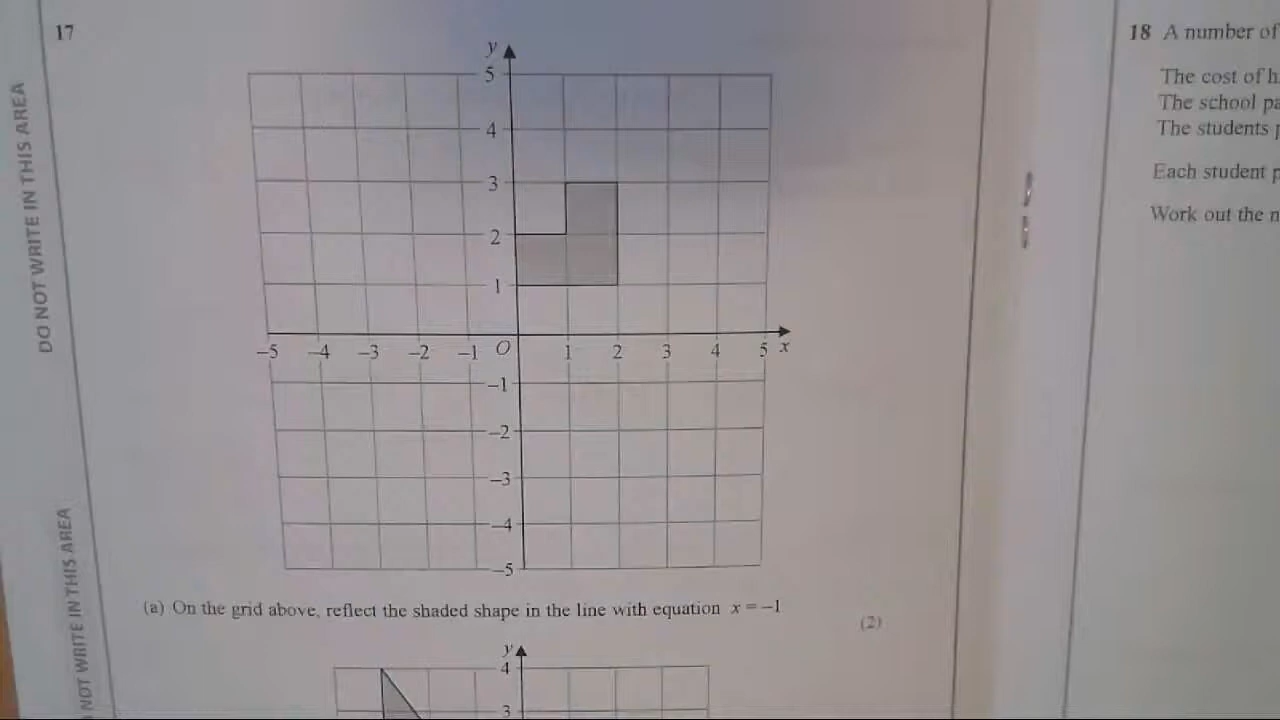 17
DO NOT WRITE IN THIS AREA
y
5
4
3
2
1
–5 –4 –3 –2 –1 O 1 2 3 4 5 x
–1
–2
–3
–4
–5
(a) On the grid above, reflect the shaded shape in the line with equation x = –1
(2)
NOT WRITE IN THIS AREA
y
4
3
18 A number of
The cost of
The school
The students
Each student
Work out the